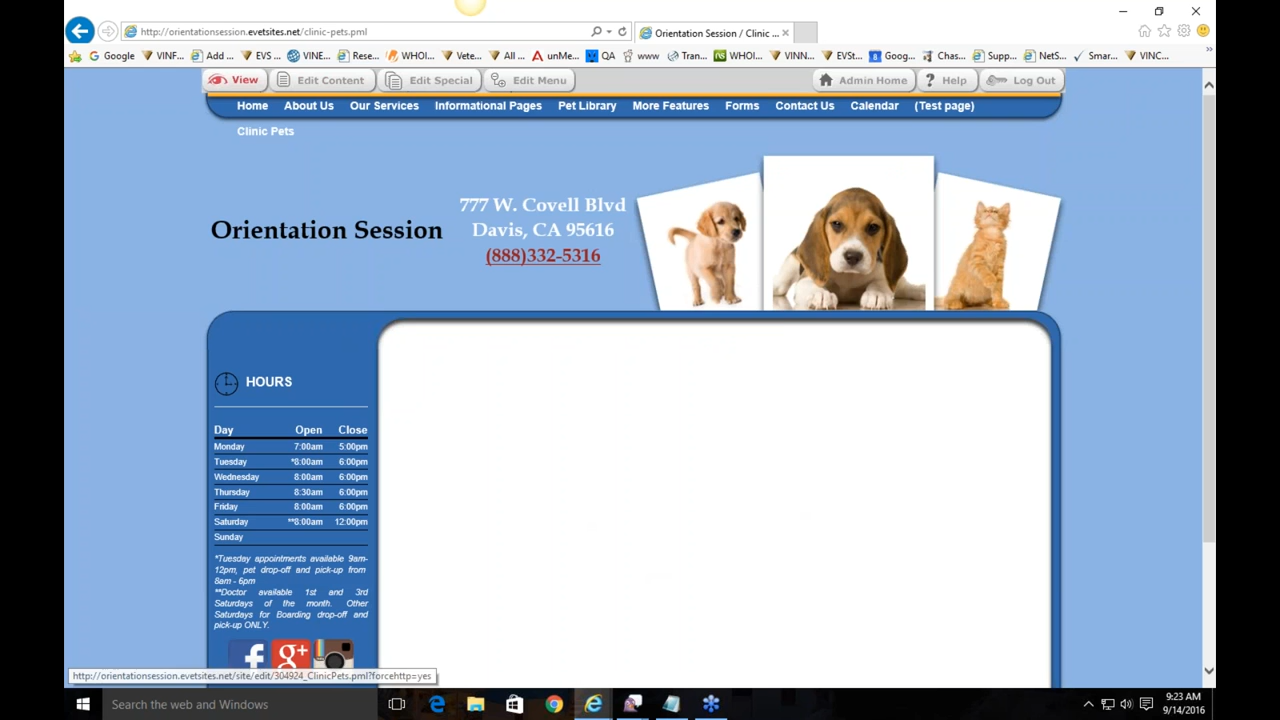 http://orientationsession.evetsites.net/clinic-pets.pml
Orientation Session / Clinic ...
Google VINF... Add ... EVS ... VINE... Rese... WHOI... Vete... All ... unMe... QA www Tran... WHOI... VINN... EVSt... Goog... Chas... Supp... NetS... Smar... VINC...
View Edit Content Edit Special Edit Menu Admin Home Help Log Out
Home About Us Our Services Informational Pages Pet Library More Features Forms Contact Us Calendar (Test page)
Clinic Pets
Orientation Session
777 W. Covell Blvd
Davis, CA 95616
(888)332-5316
HOURS
Day Open Close
Monday 7:00am 5:00pm
Tuesday *8:00am 6:00pm
Wednesday 8:00am 6:00pm
Thursday 8:30am 6:00pm
Friday 8:00am 6:00pm
Saturday **8:00am 12:00pm
Sunday
*Tuesday appointments available 9am-
12pm, pet drop-off and pick-up from
8am - 6pm
**Doctor available 1st and 3rd
Saturdays of the month. Other
Saturdays for Boarding drop-off and
pick-up ONLY.
http://orientationsession.evetsites.net/site/edit/304924_ClinicPets.pml?forcehttp=yes
Search the web and Windows
9:23 AM
9/14/2016